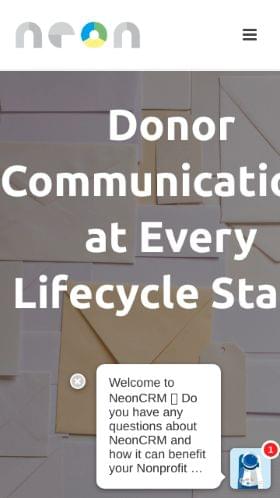 neon
Donor
Communicatio
at Every
Lifecycle Sta
Welcome to
NeonCRM ▯ Do
you have any
questions about
NeonCRM and
how it can benefit
your Nonprofit ...
1